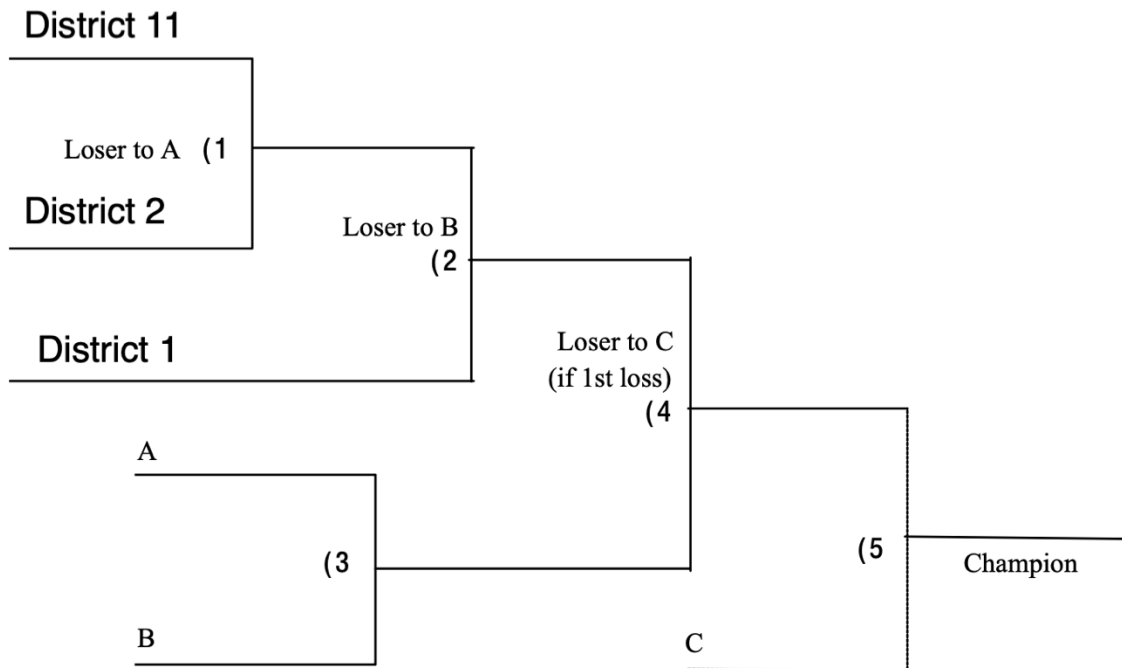 District 11
Loser to A (1
District 2
Loser to B
(2
District 1
Loser to C
(if 1st loss)
(4
A
(3
(5
Champion
B
C